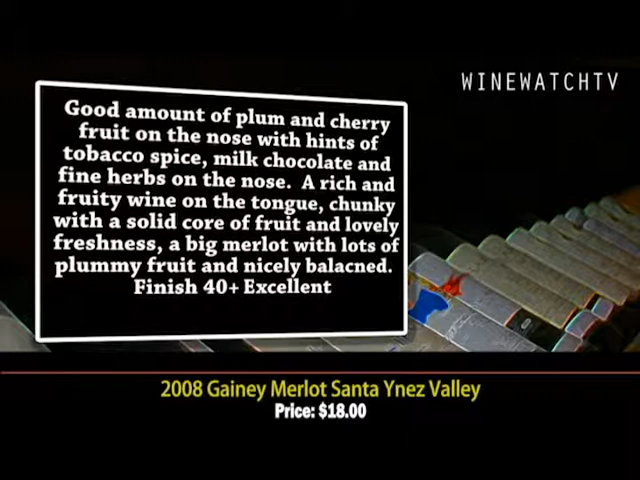 WINEWATCHTV
Good amount of plum and cherry
fruit on the nose with hints of
tobacco spice, milk chocolate and
fine herbs on the nose. A rich and
fruity wine on the tongue, chunky
with a solid core of fruit and lovely
freshness, a big merlot with lots of
plummy fruit and nicely balacned.
Finish 40+ Excellent
2008 Gainey Merlot Santa Ynez Valley
Price: $18.00